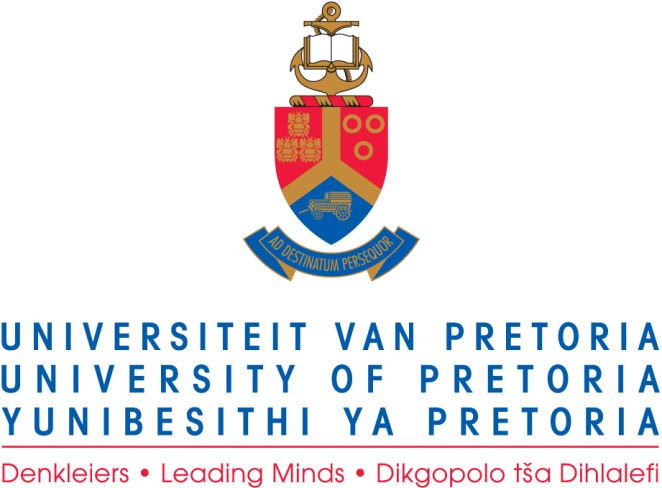 AD DESTINATUM PERSEQUOR
UNIVERSITEIT VAN PRETORIA
UNIVERSITY OF PRETORIA
YUNIBESITHI YA PRETORIA
Denkleiers • Leading Minds • Dikgopolo tša Dihlalefi